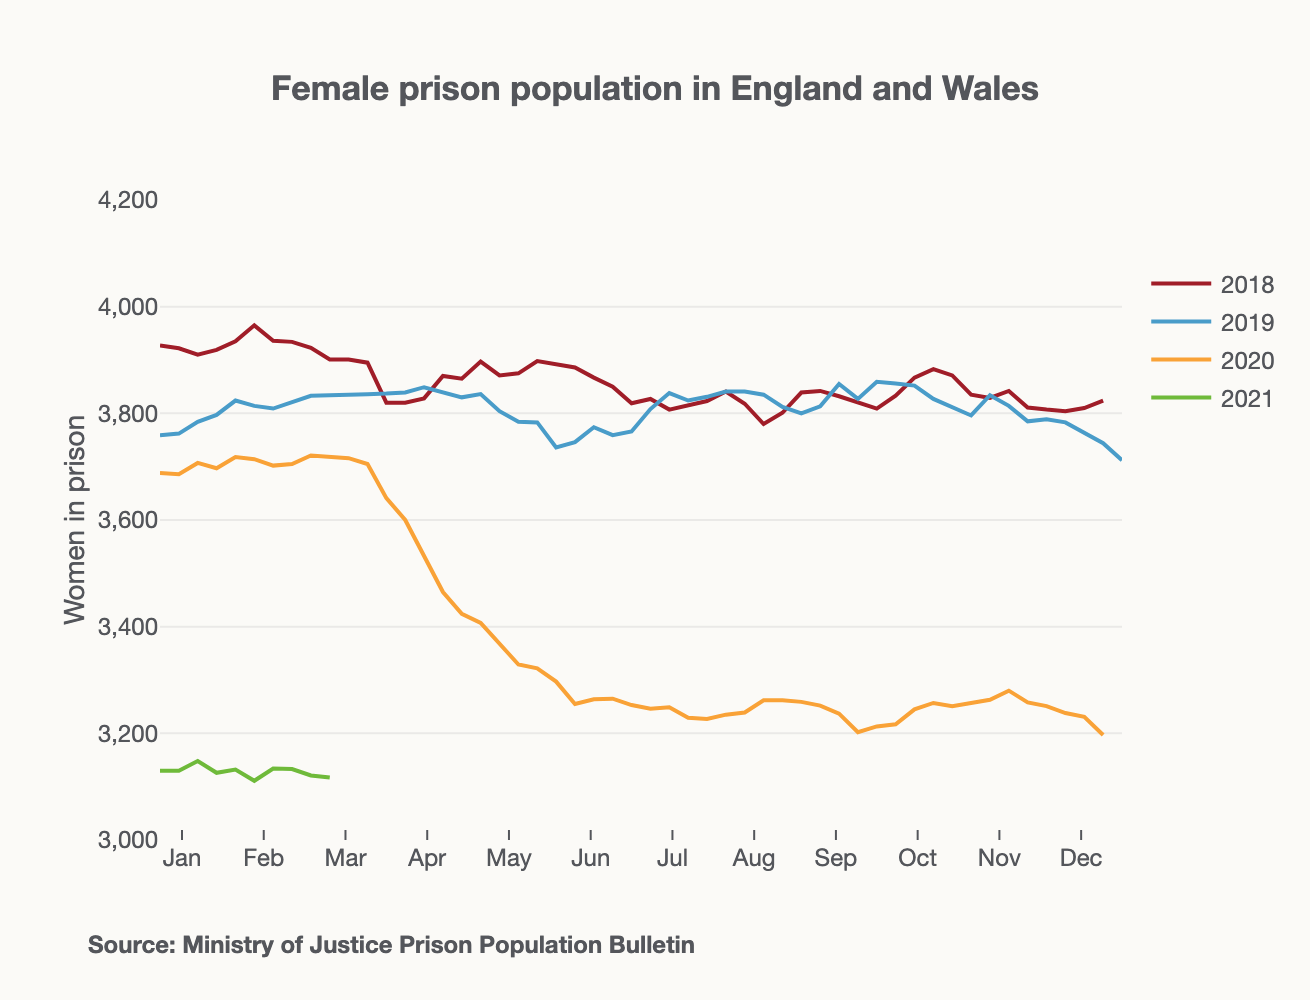 Female prison population in England and Wales
4,200
4,000
3,800
3,600
3,400
3,200
3,000
Women in prison
Jan Feb Mar Apr May Jun Jul Aug Sep Oct Nov Dec
2018
2019
2020
2021
Source: Ministry of Justice Prison Population Bulletin